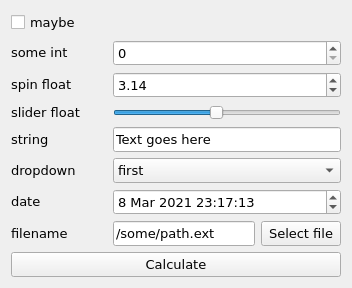 maybe
some int 0
spin float 3.14
slider float
string Text goes here
dropdown first
date 8 Mar 2021 23:17:13
filename /some/path.ext Select file
Calculate